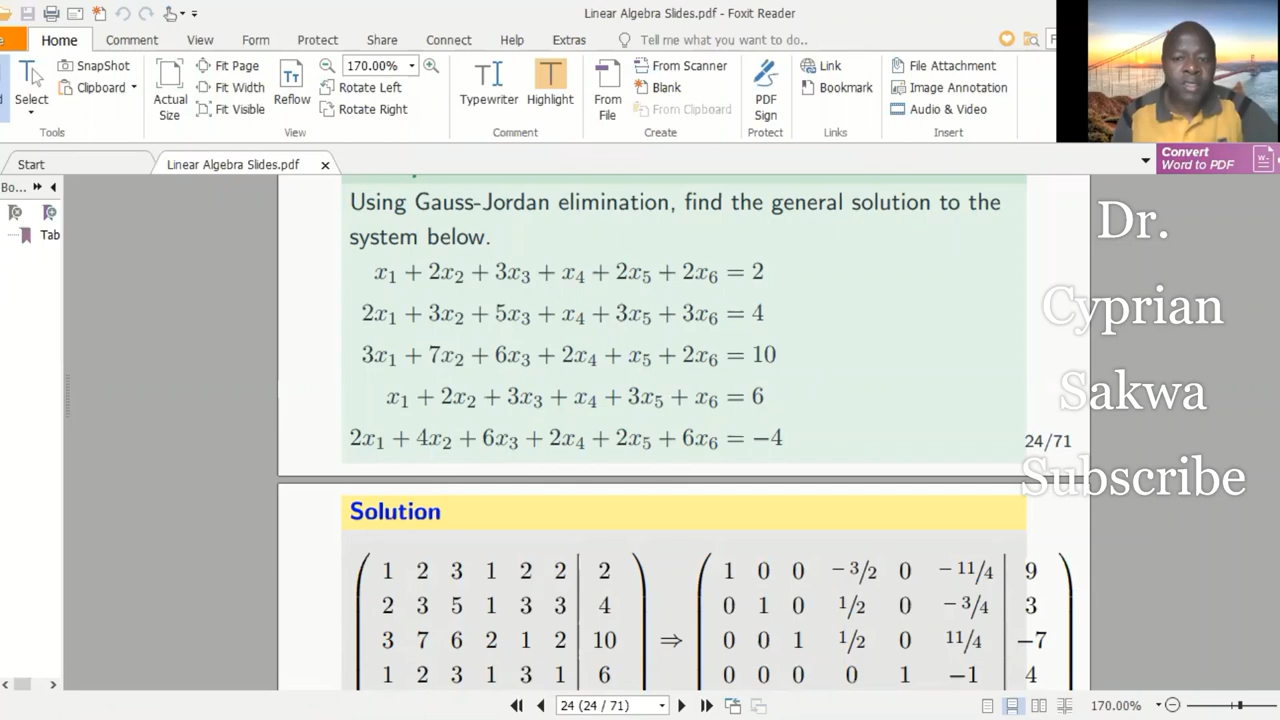 Linear Algebra Slides.pdf - Foxit Reader
Home Comment View Form Protect Share Connect Help Extras Tell me what you want to do..
Select
SnapShot
Clipboard
Tools
Actual Size
Fit Page
Fit Width
Fit Visible
Reflow
170.00%
Rotate Left
Rotate Right
View
Typewriter
Highlight
Comment
From File
From Scanner
Blank
From Clipboard
Create
PDF Sign
Protect
Link
Bookmark
Links
File Attachment
Image Annotation
Audio & Video
Insert
Start
Linear Algebra Slides.pdf
Convert
Word to PDF
Bo...
Tab
Using Gauss-Jordan elimination, find the general solution to the
system below.
x₁ + 2x₂ + 3x₃ + x₄ + 2x₅ + 2x₆ = 2
2x₁ + 3x₂ + 5x₃ + x₄ + 3x₅ + 3x₆ = 4
3x₁ + 7x₂ + 6x₃ + 2x₄ + x₅ + 2x₆ = 10
x₁ + 2x₂ + 3x₃ + x₄ + 3x₅ + x₆ = 6
2x₁ + 4x₂ + 6x₃ + 2x₄ + 2x₅ + 6x₆ = −4
24/71
Dr.
Cyprian
Sakwa
Subscribe
Solution
1 2 3 1 2 2 | 2 1 0 0 −3/2 0 −11/4 | 9
2 3 5 1 3 3 | 4 0 1 0 1/2 0 −3/4 | 3
3 7 6 2 1 2 | 10 ⇒ 0 0 1 1/2 0 11/4 | −7
1 2 3 1 3 1 | 6 0 0 0 0 1 −1 | 4
24 (24 / 71)
170.00%